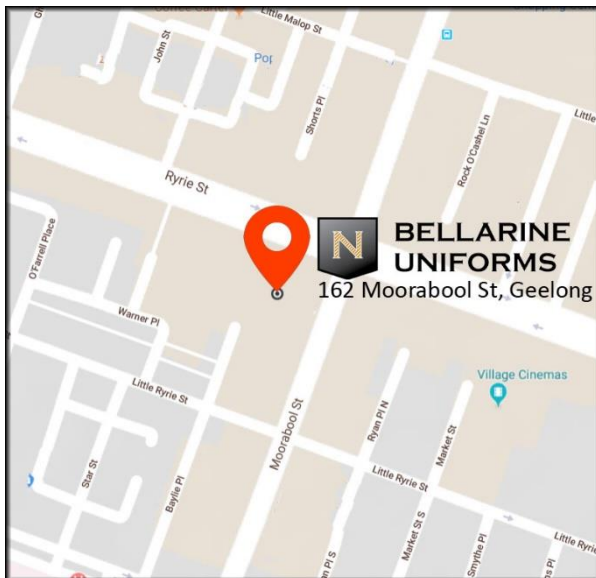 Little Malop St
John St
Pop
Shorts Pl
Rock O'Cashel Ln
Little
Ryrie St
N
BELLARINE
UNIFORMS
162 Moorabool St, Geelong
O'Farrell Place
Warner Pl
Village Cinemas
Little Ryrie St
Moorabool St
Ryan Pl N
Market St
Star St
Baylie Pl
Little Ryrie St
Market St S
Smythe Pl
Little Ryrie